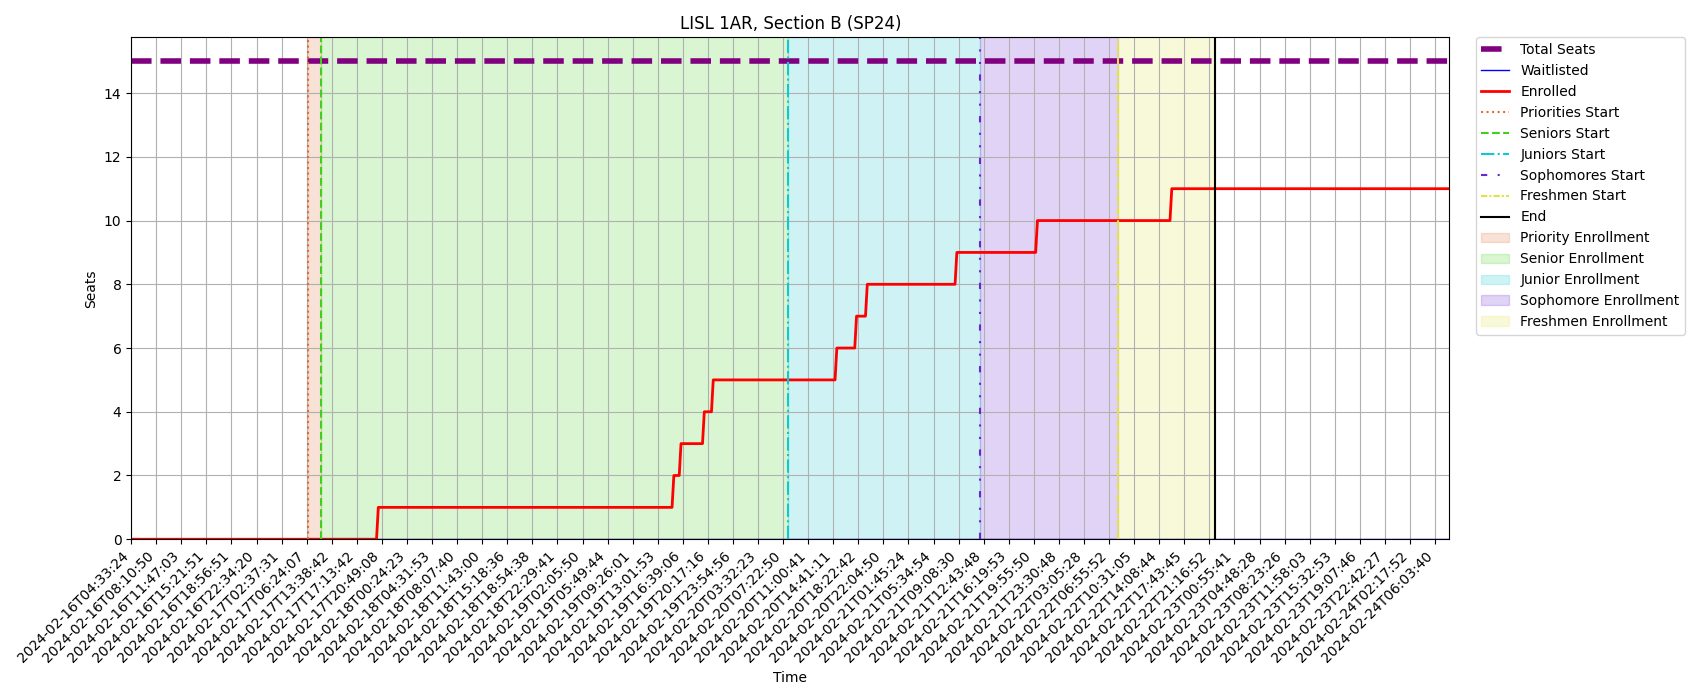 LISL 1AR, Section B (SP24)
Total Seats
Waitlisted
Enrolled
Priorities Start
Seniors Start
Juniors Start
Sophomores Start
Freshmen Start
End
Priority Enrollment
Senior Enrollment
Junior Enrollment
Sophomore Enrollment
Freshmen Enrollment
Seats
14
12
10
8
6
4
2
0
2024-02-16T04:33:24
2024-02-16T08:10:50
2024-02-16T11:47:03
2024-02-16T15:21:51
2024-02-16T18:56:51
2024-02-16T22:34:20
2024-02-17T02:37:31
2024-02-17T06:24:07
2024-02-17T13:38:42
2024-02-17T17:13:42
2024-02-17T20:49:08
2024-02-18T00:24:23
2024-02-18T04:31:53
2024-02-18T08:07:40
2024-02-18T11:43:00
2024-02-18T15:18:36
2024-02-18T18:54:38
2024-02-18T22:29:41
2024-02-19T02:05:50
2024-02-19T05:49:44
2024-02-19T09:26:01
2024-02-19T13:01:53
2024-02-19T16:39:06
2024-02-19T20:17:16
2024-02-19T23:54:56
2024-02-20T03:32:23
2024-02-20T07:22:50
2024-02-20T11:00:41
2024-02-20T14:41:11
2024-02-20T18:22:42
2024-02-20T22:04:50
2024-02-21T01:45:24
2024-02-21T05:34:54
2024-02-21T09:08:30
2024-02-21T12:43:48
2024-02-21T16:19:53
2024-02-21T19:55:50
2024-02-21T23:30:48
2024-02-22T03:05:28
2024-02-22T06:55:52
2024-02-22T10:31:05
2024-02-22T14:08:44
2024-02-22T17:43:45
2024-02-22T21:16:52
2024-02-23T00:55:41
2024-02-23T04:48:28
2024-02-23T08:23:26
2024-02-23T11:58:03
2024-02-23T15:32:53
2024-02-23T19:07:46
2024-02-23T22:42:27
2024-02-24T02:17:52
2024-02-24T06:03:40
Time